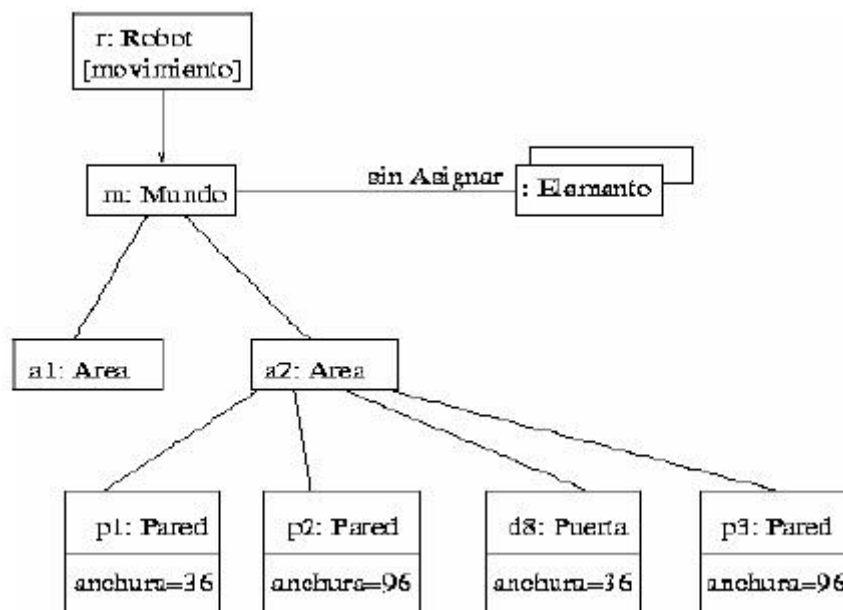 r: Robot
[movimiento]
m: Mundo
sin Asignar
: Elemento
a1: Area
a2: Area
p1: Pared
anchura=36
p2: Pared
anchura=96
d8: Puerta
anchura=36
p3: Pared
anchura=96